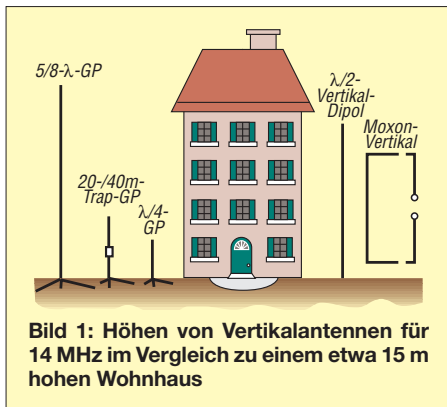 5/8-λ-GP
20-/40m-
Trap-GP
λ/4-
GP
λ/2-
Vertikal-
Dipol
Moxon-
Vertikal
Bild 1: Höhen von Vertikalantennen für
14 MHz im Vergleich zu einem etwa 15 m
hohen Wohnhaus